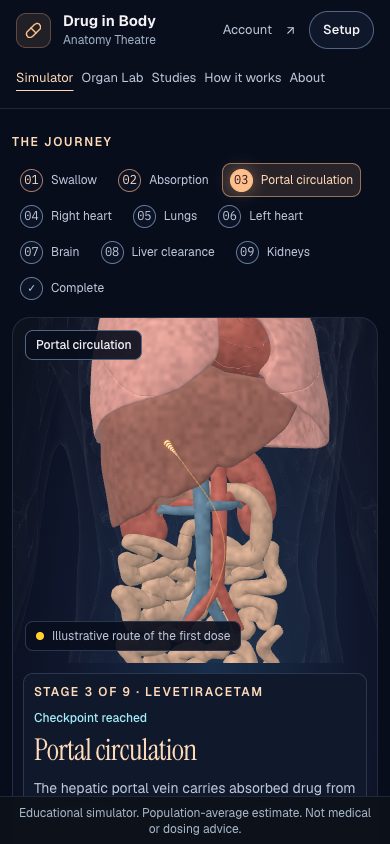 Drug in Body
Anatomy Theatre
Account ↗
Setup
Simulator Organ Lab Studies How it works About
THE JOURNEY
01 Swallow 02 Absorption 03 Portal circulation
04 Right heart 05 Lungs 06 Left heart
07 Brain 08 Liver clearance 09 Kidneys
✓ Complete
Portal circulation
Illustrative route of the first dose
STAGE 3 OF 9 · LEVETIRACETAM
Checkpoint reached
Portal circulation
The hepatic portal vein carries absorbed drug from
Educational simulator. Population-average estimate. Not medical
or dosing advice.